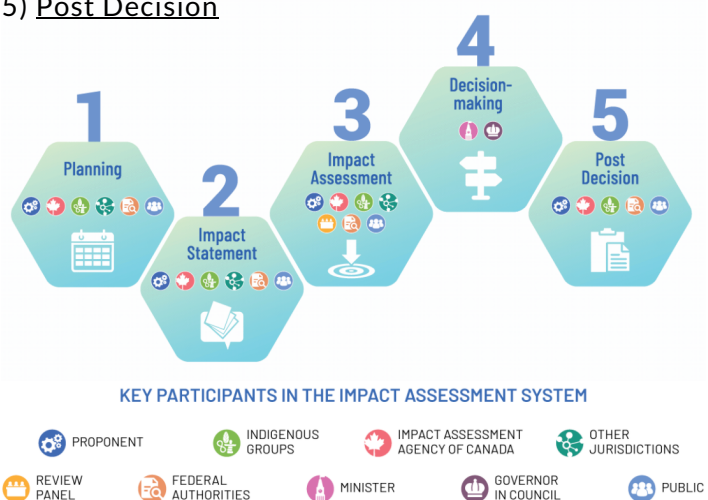 5) Post Decision
1
Planning
2
Impact
Statement
3
Impact
Assessment
4
Decision-
making
5
Post
Decision
KEY PARTICIPANTS IN THE IMPACT ASSESSMENT SYSTEM
PROPONENT
INDIGENOUS
GROUPS
IMPACT ASSESSMENT
AGENCY OF CANADA
OTHER
JURISDICTIONS
REVIEW
PANEL
FEDERAL
AUTHORITIES
MINISTER
GOVERNOR
IN COUNCIL
PUBLIC